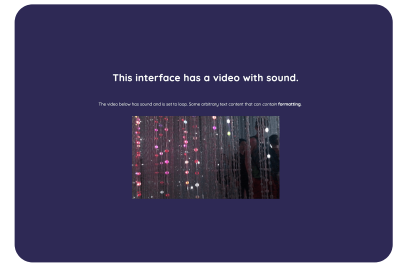 This interface has a video with sound.
The video below has sound and is set to loop. Some arbitrary text content that can contain formatting.